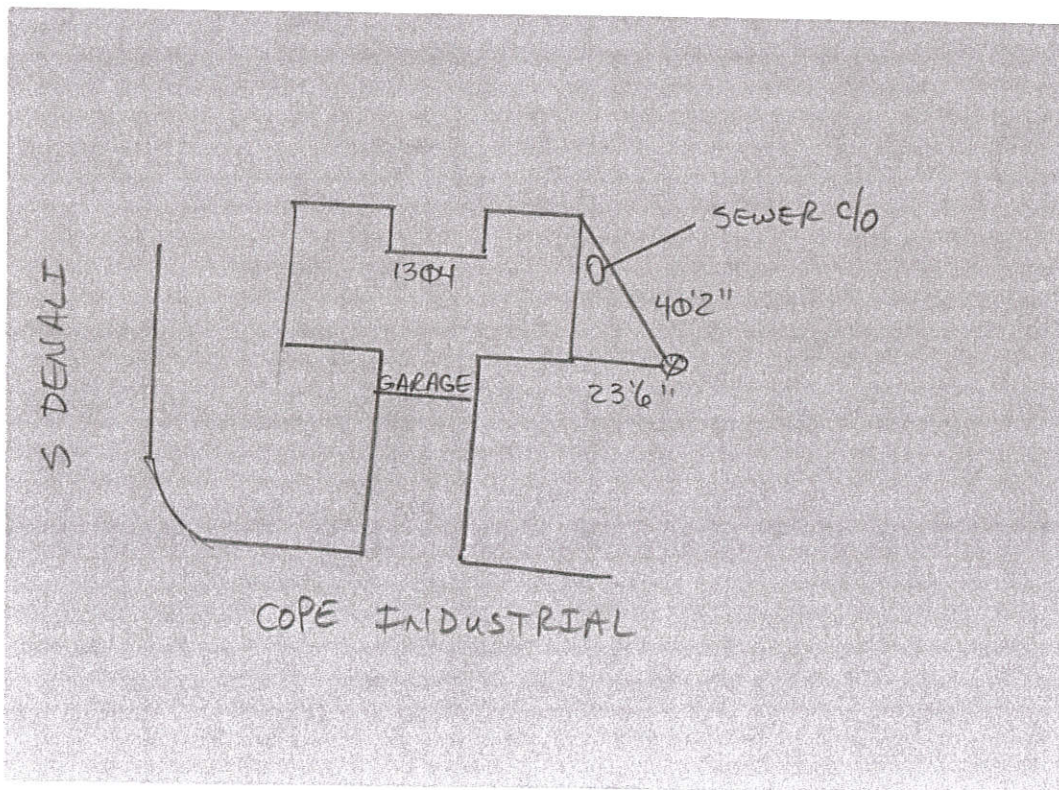 SEWER C/O
S DENALI
1304
40'2"
GARAGE
23'6"
COPE INDUSTRIAL